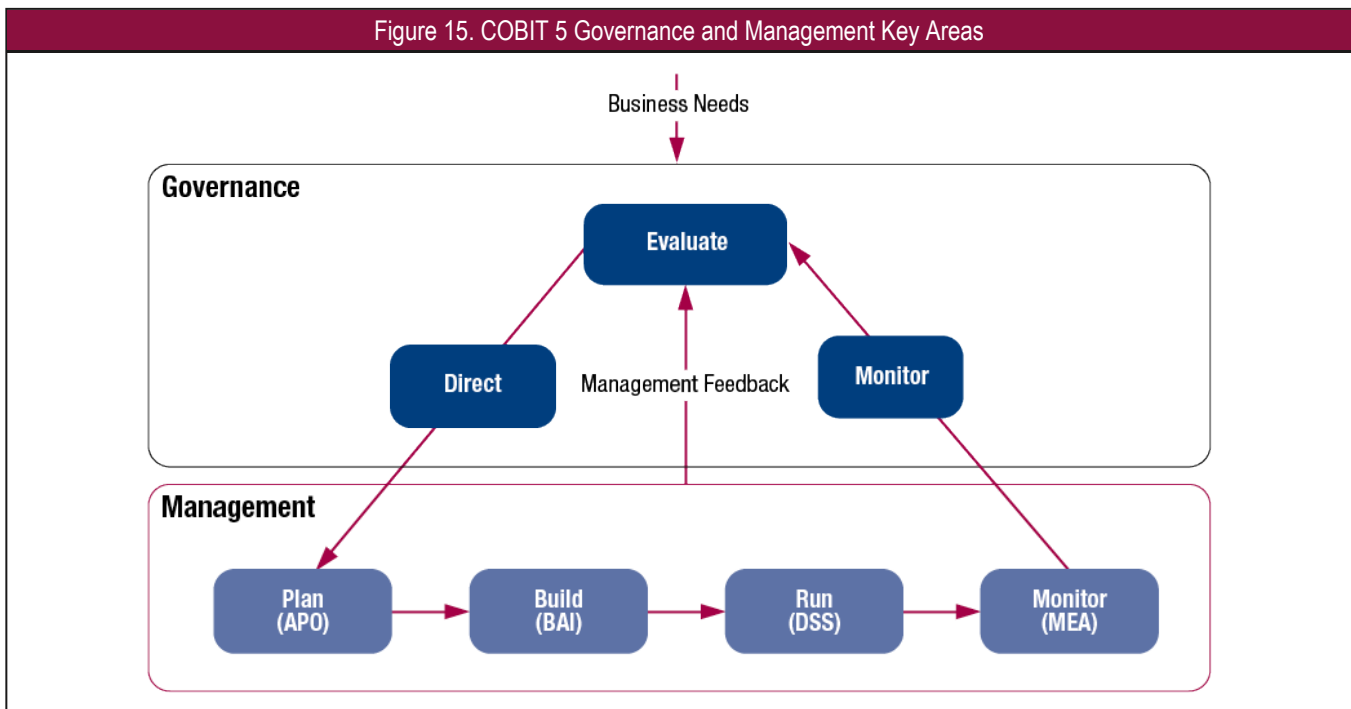 Figure 15. COBIT 5 Governance and Management Key Areas
Business Needs
Governance
Evaluate
Direct
Management Feedback
Monitor
Management
Plan
(APO)
Build
(BAI)
Run
(DSS)
Monitor
(MEA)